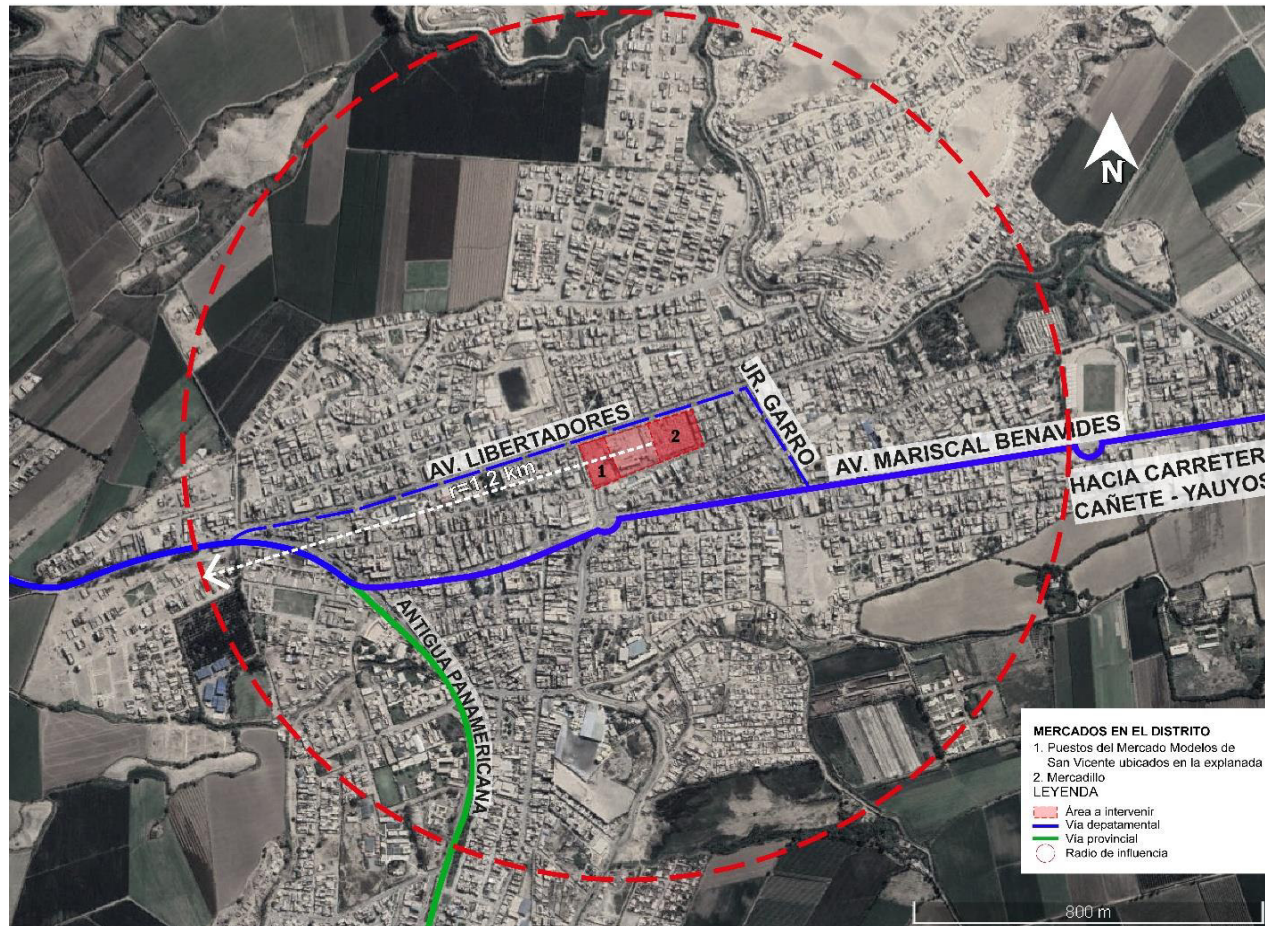 N
JR. GARRO
AV. LIBERTADORES
2
1
r=1.2 km
AV. MARISCAL BENAVIDES
HACIA CARRETER
CAÑETE - YAUYOS
ANTIGUA PANAMERICANA
MERCADOS EN EL DISTRITO
1. Puestos del Mercado Modelos de
San Vicente ubicados en la explanada
2. Mercadillo
LEYENDA
Área a intervenir
Vía depatamental
Vía provincial
Radio de influencia
800 m